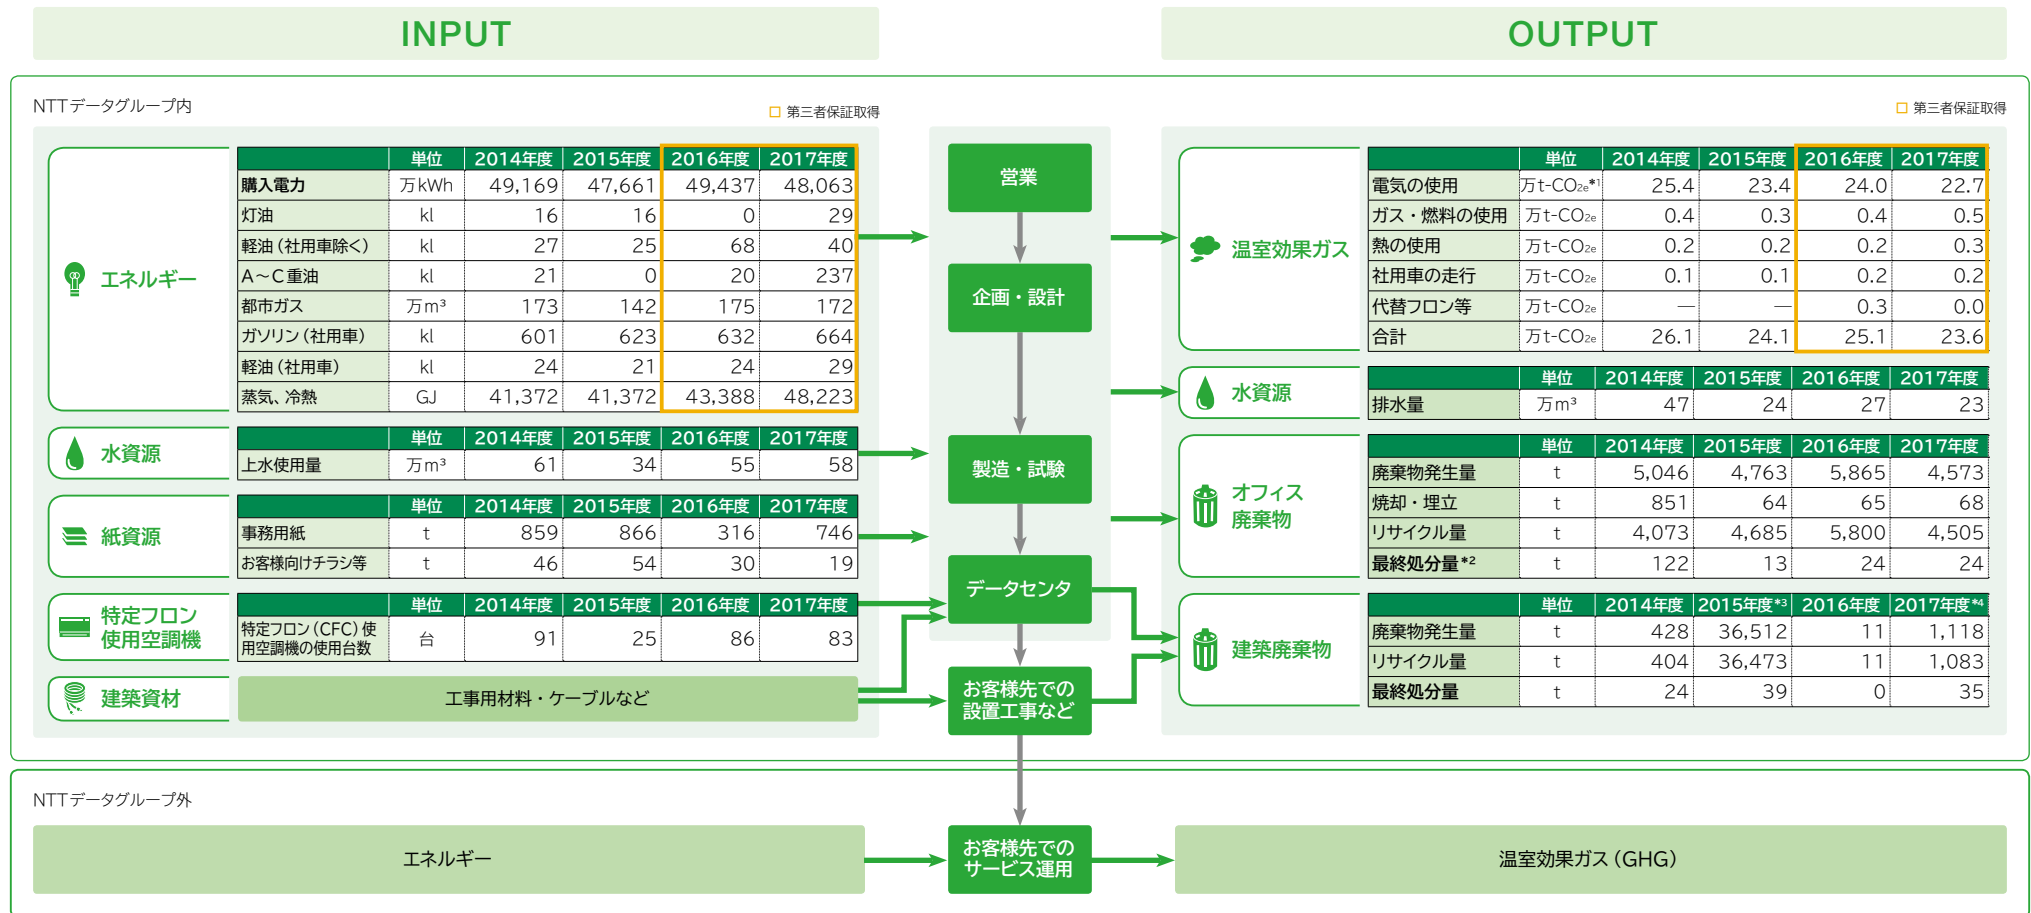 INPUT
OUTPUT
NTTデータグループ内
□ 第三者保証取得
エネルギー
単位 2014年度 2015年度 2016年度 2017年度
購入電力 万kWh 49,169 47,661 49,437 48,063
灯油 kl 16 16 0 29
軽油（社用車除く） kl 27 25 68 40
A～C重油 kl 21 0 20 237
都市ガス 万m³ 173 142 175 172
ガソリン（社用車） kl 601 623 632 664
軽油（社用車） kl 24 21 24 29
蒸気、冷熱 GJ 41,372 41,372 43,388 48,223
水資源
単位 2014年度 2015年度 2016年度 2017年度
上水使用量 万m³ 61 34 55 58
紙資源
単位 2014年度 2015年度 2016年度 2017年度
事務用紙 t 859 866 316 746
お客様向けチラシ等 t 46 54 30 19
特定フロン
使用空調機
単位 2014年度 2015年度 2016年度 2017年度
特定フロン（CFC）使
用空調機の使用台数 台 91 25 86 83
建築資材
工事用材料・ケーブルなど
営業
企画・設計
製造・試験
データセンタ
お客様先での
設置工事など
□ 第三者保証取得
温室効果ガス
単位 2014年度 2015年度 2016年度 2017年度
電気の使用 万t-CO₂e*1 25.4 23.4 24.0 22.7
ガス・燃料の使用 万t-CO₂e 0.4 0.3 0.4 0.5
熱の使用 万t-CO₂e 0.2 0.2 0.2 0.3
社用車の走行 万t-CO₂e 0.1 0.1 0.2 0.2
代替フロン等 万t-CO₂e — — 0.3 0.0
合計 万t-CO₂e 26.1 24.1 25.1 23.6
水資源
単位 2014年度 2015年度 2016年度 2017年度
排水量 万m³ 47 24 27 23
オフィス
廃棄物
単位 2014年度 2015年度 2016年度 2017年度
廃棄物発生量 t 5,046 4,763 5,865 4,573
焼却・埋立 t 851 64 65 68
リサイクル量 t 4,073 4,685 5,800 4,505
最終処分量*2 t 122 13 24 24
建築廃棄物
単位 2014年度 2015年度*3 2016年度 2017年度*4
廃棄物発生量 t 428 36,512 11 1,118
リサイクル量 t 404 36,473 11 1,083
最終処分量 t 24 39 0 35
NTTデータグループ外
エネルギー
お客様先での
サービス運用
温室効果ガス（GHG）